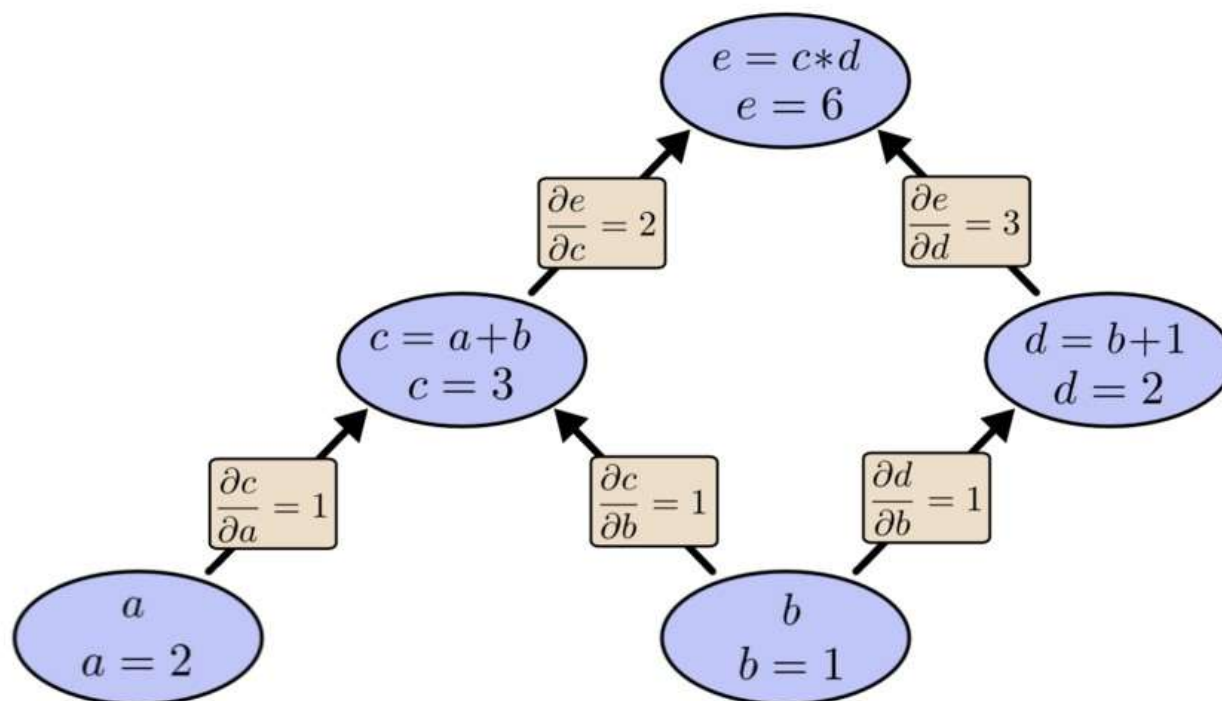 e = c*d
e = 6
∂e/∂c = 2
∂e/∂d = 3
c = a+b
c = 3
d = b+1
d = 2
∂c/∂a = 1
∂c/∂b = 1
∂d/∂b = 1
a
a = 2
b
b = 1